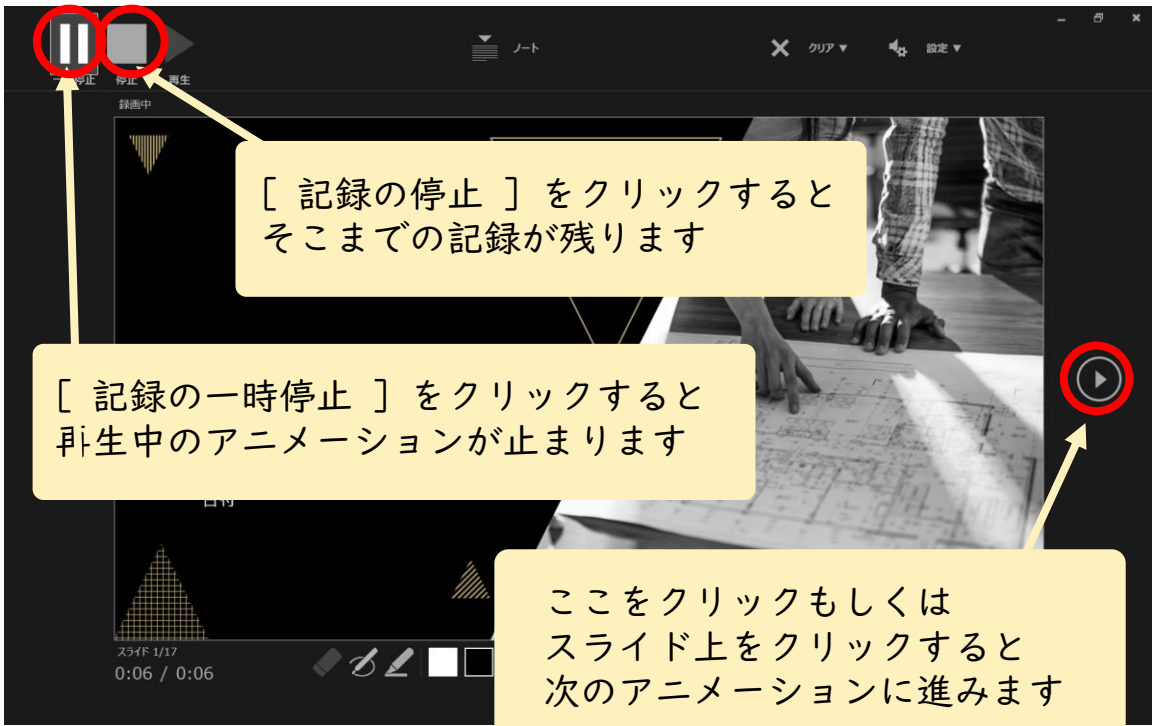 ノート
クリア ▼
設定 ▼
停止
再生
録画中
[ 記録の停止 ] をクリックすると
そこまでの記録が残ります
[ 記録の一時停止 ] をクリックすると
再生中のアニメーションが止まります
ここをクリックもしくは
スライド上をクリックすると
次のアニメーションに進みます
スライド 1/17
0:06 / 0:06